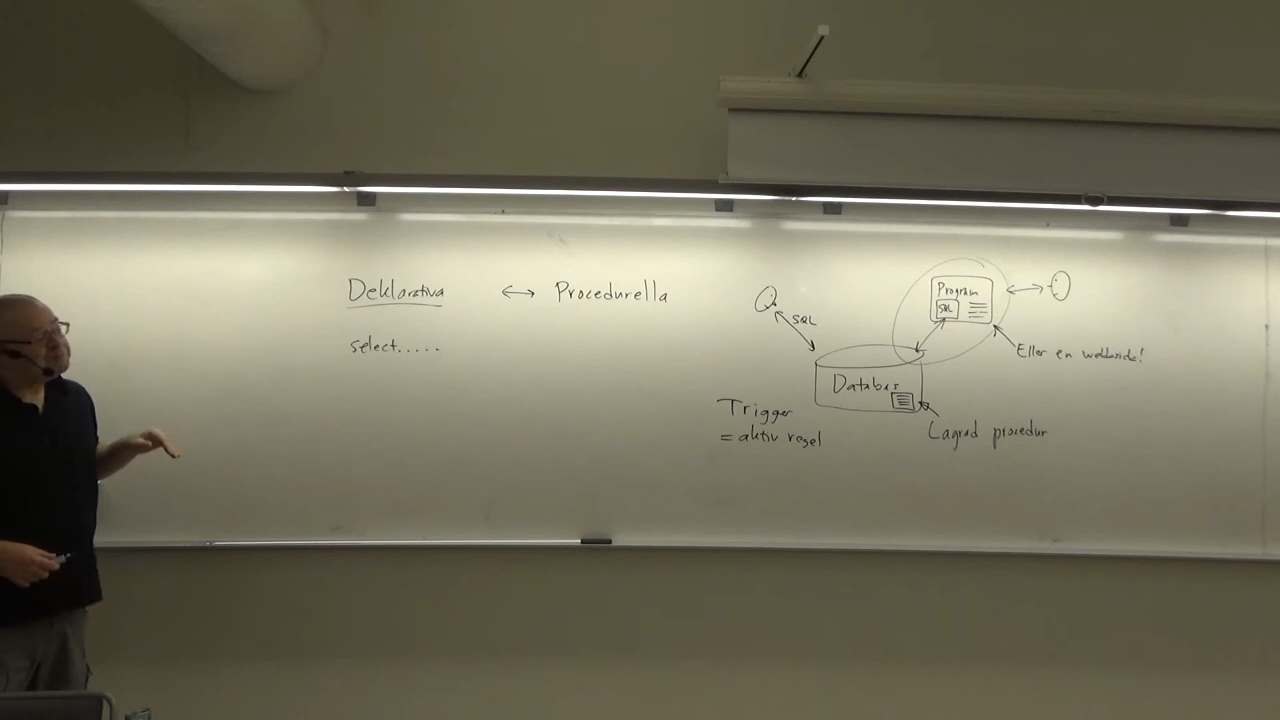 Deklarativa ↔ Procedurella
select.....
SQL
Program
SQL
Eller en webbsida!
Databas
Trigger
= aktiv regel
Lagrad procedur